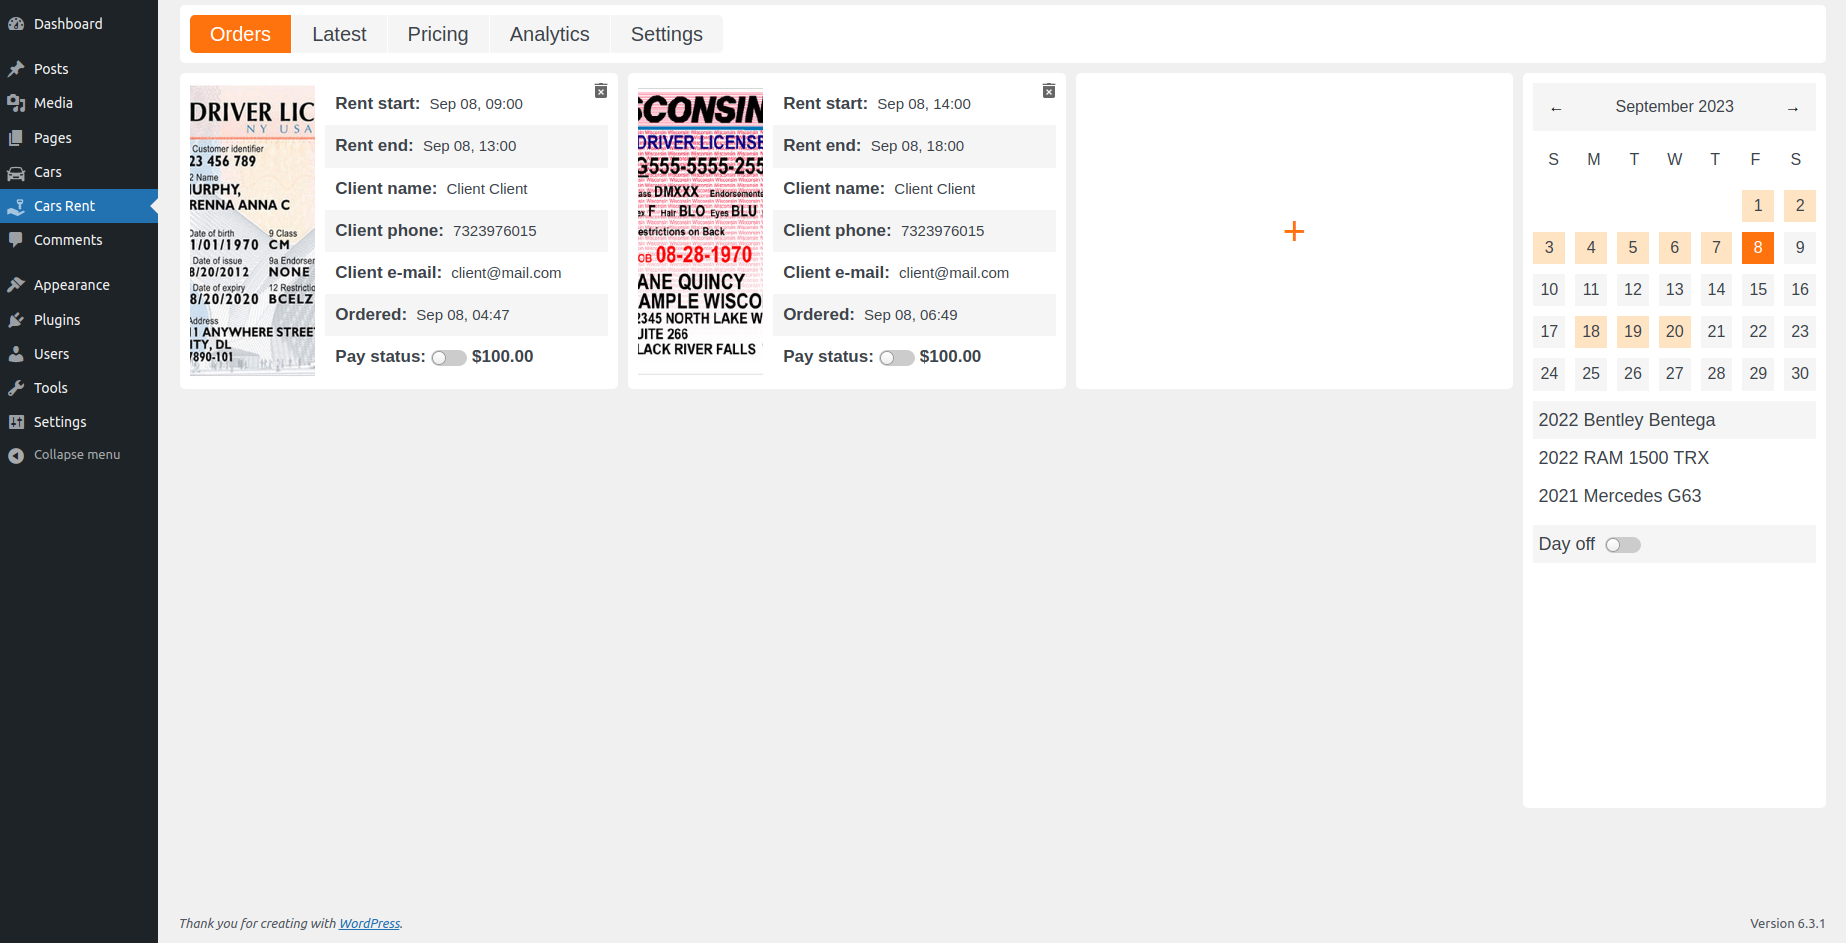 Dashboard
Posts
Media
Pages
Cars
Cars Rent
Comments
Appearance
Plugins
Users
Tools
Settings
Collapse menu
Orders
Latest
Pricing
Analytics
Settings
DRIVER LIC
NY USA
Customer identifier
23 456 789
2 Name
MURPHY,
RENNA ANNA C
Date of birth 9 Class
1/01/1970 CM
Date of issue 9a Endorser
8/20/2012 NONE
Date of expiry 12 Restrictio
8/20/2020 BCELZ
Address
11 ANYWHERE STREE
ITY, DL
7890-101
Rent start: Sep 08, 09:00
Rent end: Sep 08, 13:00
Client name: Client Client
Client phone: 7323976015
Client e-mail: client@mail.com
Ordered: Sep 08, 04:47
Pay status: $100.00
SCONSIN
DRIVER LICENSE
G555-5555-255
ass DMXXX Endorsements
ex F Hair BLO Eyes BLU
estrictions on Back
OB 08-28-1970
ANE QUINCY
AMPLE WISCO
2345 NORTH LAKE W
UITE 266
LACK RIVER FALLS
Rent start: Sep 08, 14:00
Rent end: Sep 08, 18:00
Client name: Client Client
Client phone: 7323976015
Client e-mail: client@mail.com
Ordered: Sep 08, 06:49
Pay status: $100.00
+
← September 2023 →
S M T W T F S
1 2
3 4 5 6 7 8 9
10 11 12 13 14 15 16
17 18 19 20 21 22 23
24 25 26 27 28 29 30
2022 Bentley Bentega
2022 RAM 1500 TRX
2021 Mercedes G63
Day off
Thank you for creating with WordPress.
Version 6.3.1